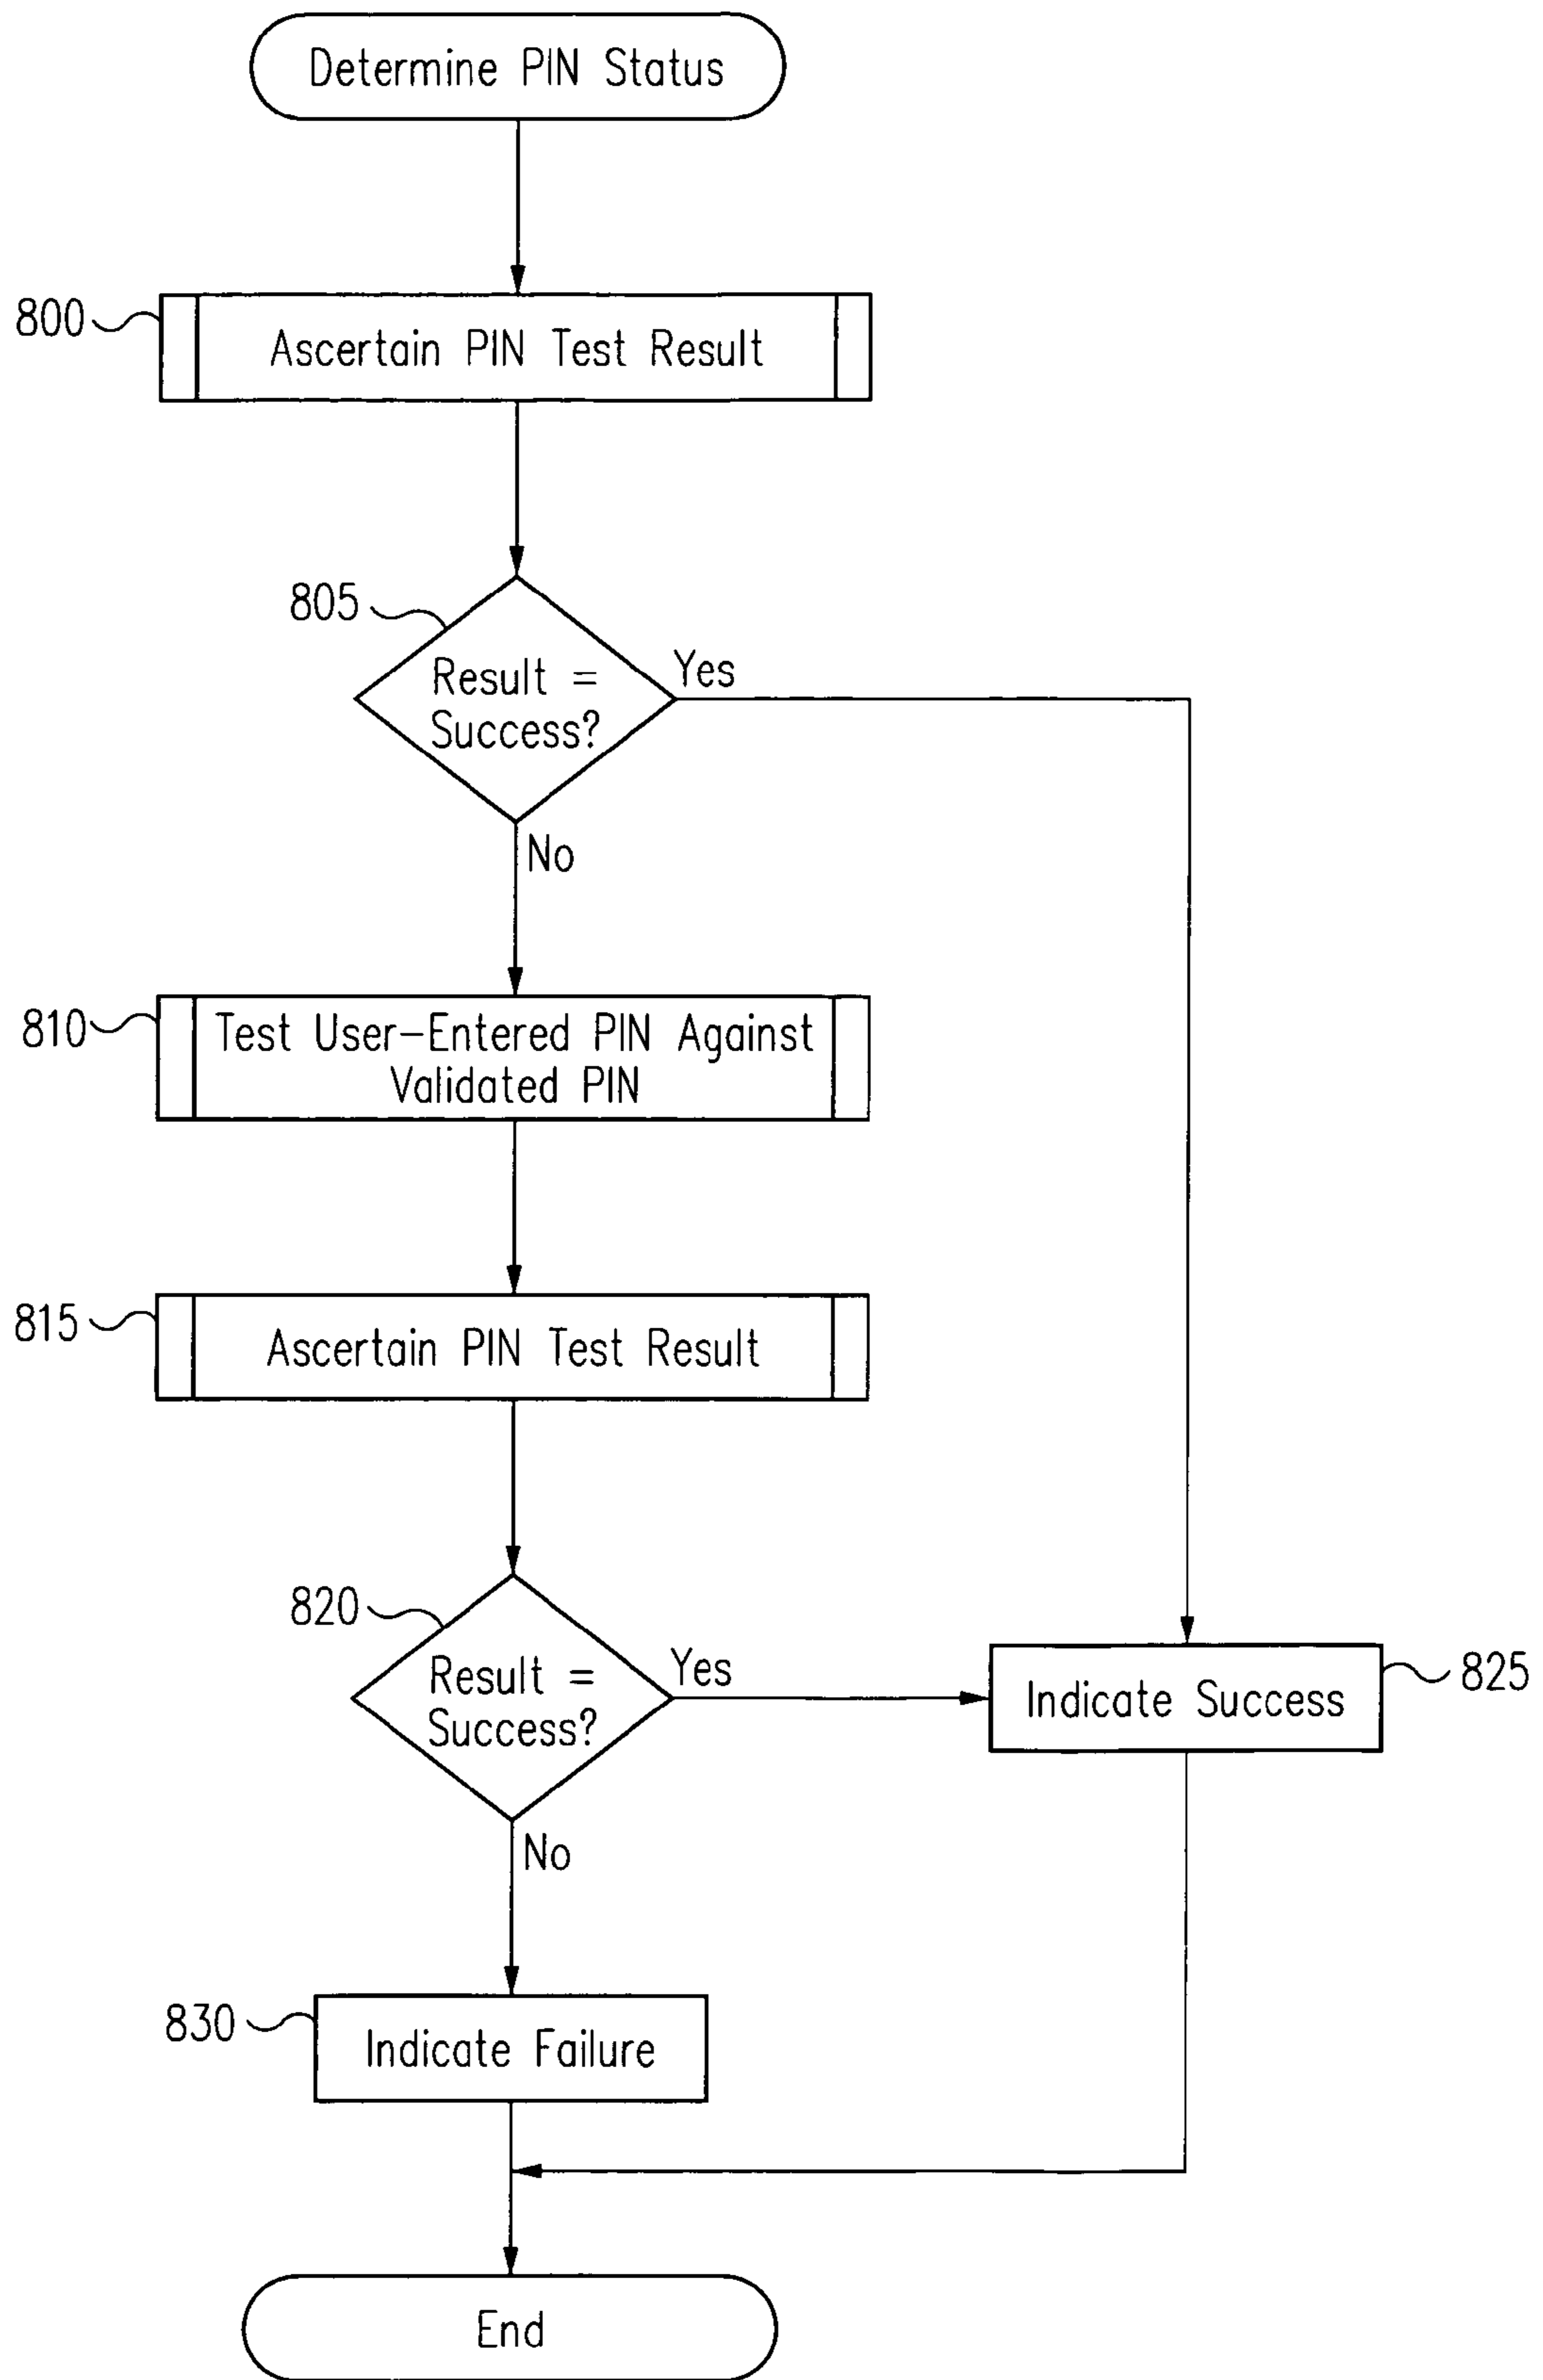 Determine PIN Status
800
Ascertain PIN Test Result
805
Result =
Success?
Yes
No
810
Test User-Entered PIN Against
Validated PIN
815
Ascertain PIN Test Result
820
Result =
Success?
Yes
Indicate Success
825
No
830
Indicate Failure
End